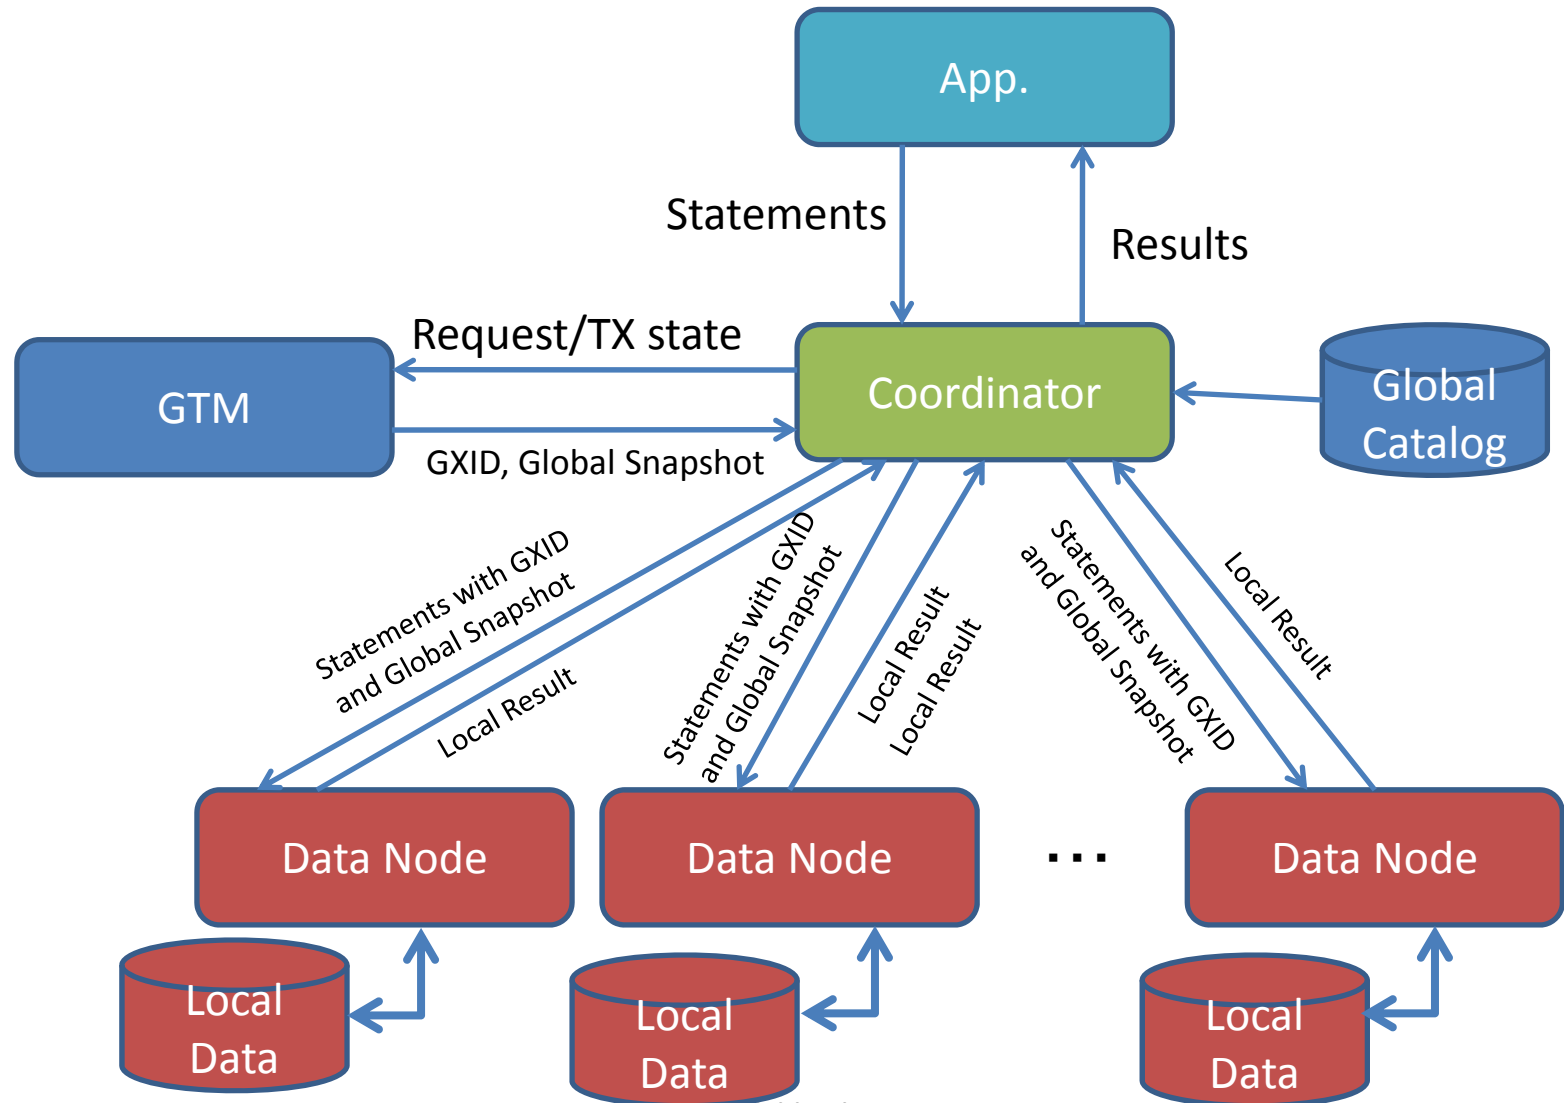 App.
Statements
Results
Request/TX state
GTM
Coordinator
Global
Catalog
GXID, Global Snapshot
Statements with GXID
and Global Snapshot
Local Result
Statements with GXID
and Global Snapshot
Local Result
Local Result
Statements with GXID
and Global Snapshot
Local Result
Data Node
Data Node
...
Data Node
Local
Data
Local
Data
Local
Data